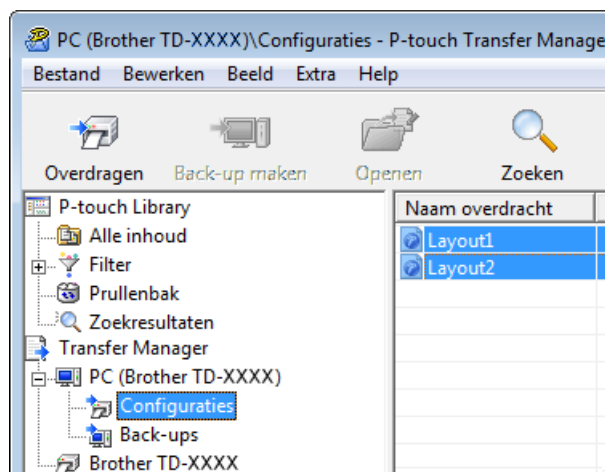 PC (Brother TD-XXXX)\Configuraties - P-touch Transfer Manage
Bestand Bewerken Beeld Extra Help
Overdragen Back-up maken Openen Zoeken
P-touch Library
Alle inhoud
Filter
Prullenbak
Zoekresultaten
Transfer Manager
PC (Brother TD-XXXX)
Configuraties
Back-ups
Brother TD-XXXX
Naam overdracht
Layout1
Layout2